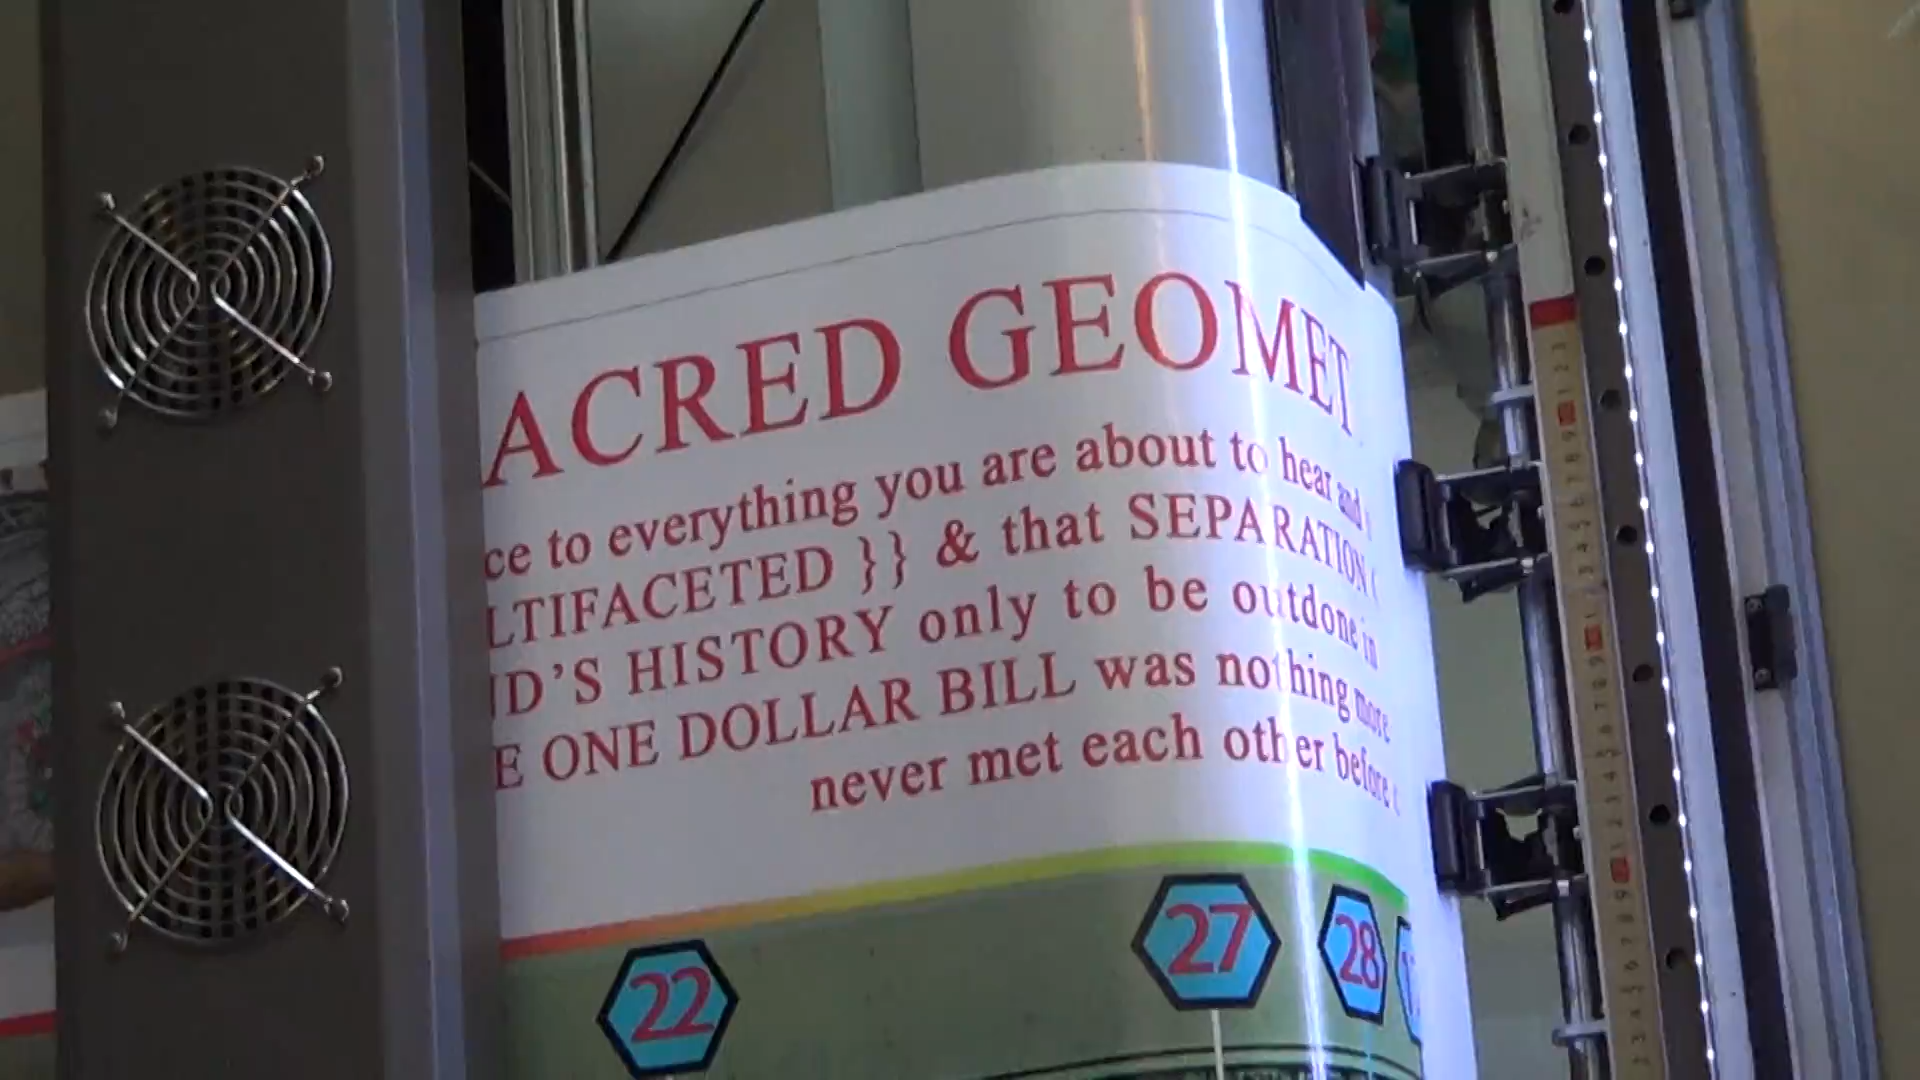 ACRED GEOMET
ce to everything you are about to hear and
LTIFACETED }} & that SEPARATION
D'S HISTORY only to be outdone in
E ONE DOLLAR BILL was nothing more
never met each other before
22
27
28